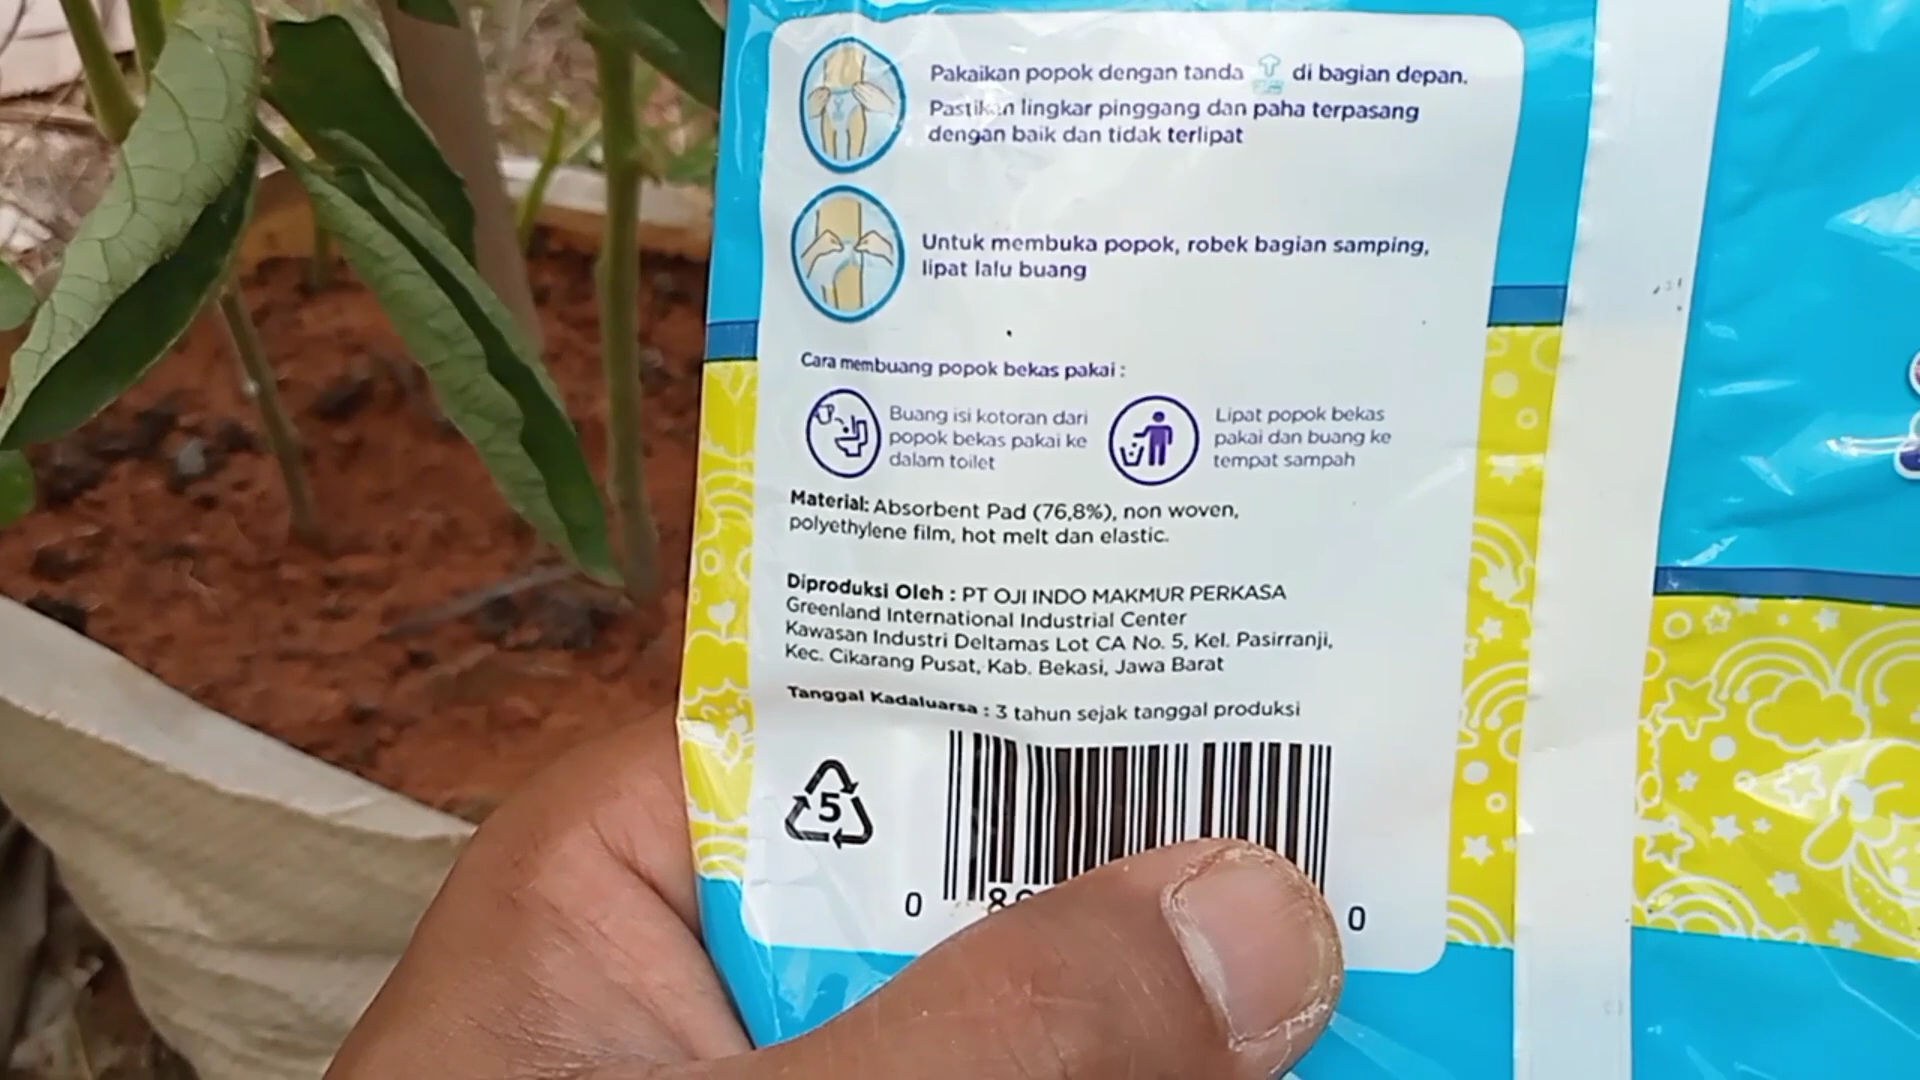 Pakaikan popok dengan tanda di bagian depan.
Pastikan lingkar pinggang dan paha terpasang
dengan baik dan tidak terlipat
Untuk membuka popok, robek bagian samping,
lipat lalu buang
Cara membuang popok bekas pakai :
Buang isi kotoran dari
popok bekas pakai ke
dalam toilet
Lipat popok bekas
pakai dan buang ke
tempat sampah
Material: Absorbent Pad (76,8%), non woven,
polyethylene film, hot melt dan elastic.
Diproduksi Oleh : PT OJI INDO MAKMUR PERKASA
Greenland International Industrial Center
Kawasan Industri Deltamas Lot CA No. 5, Kel. Pasirranji,
Kec. Cikarang Pusat, Kab. Bekasi, Jawa Barat
Tanggal Kadaluarsa : 3 tahun sejak tanggal produksi
5
0 0